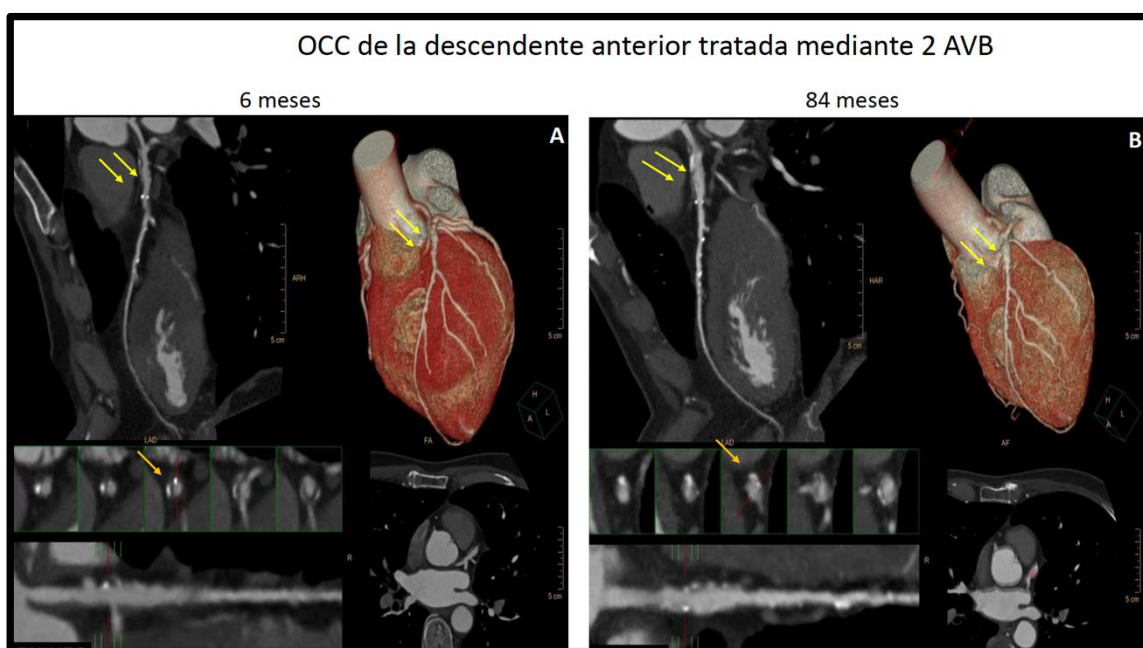 OCC de la descendente anterior tratada mediante 2 AVB
6 meses
84 meses
A
B
ARH
5 cm
LAD
FA
H
A
L
5 cm
R
5 cm
HAR
5 cm
LAD
AF
H
A
L
5 cm
R
5 cm